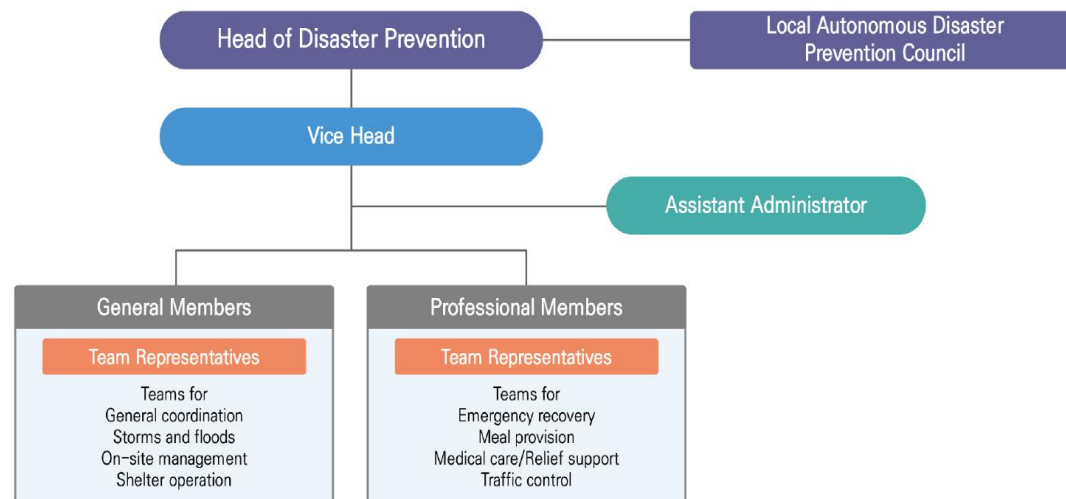 Head of Disaster Prevention
Local Autonomous Disaster
Prevention Council
Vice Head
Assistant Administrator
General Members
Team Representatives
Teams for
General coordination
Storms and floods
On-site management
Shelter operation
Professional Members
Team Representatives
Teams for
Emergency recovery
Meal provision
Medical care/Relief support
Traffic control